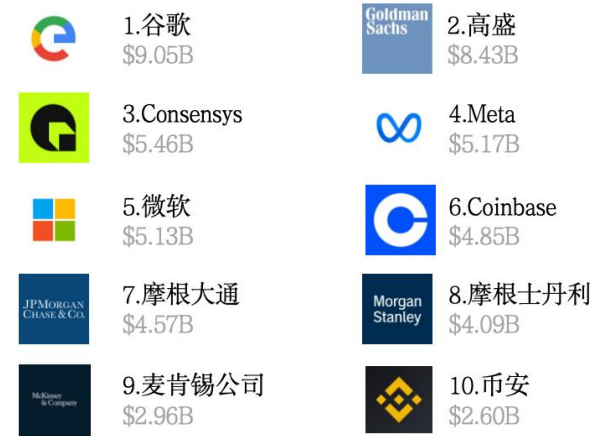 1.谷歌
$9.05B
Goldman
Sachs
2.高盛
$8.43B
3.Consensys
$5.46B
4.Meta
$5.17B
5.微软
$5.13B
6.Coinbase
$4.85B
JPMORGAN
CHASE & CO.
7.摩根大通
$4.57B
Morgan
Stanley
8.摩根士丹利
$4.09B
McKinsey
& Company
9.麦肯锡公司
$2.96B
10.币安
$2.60B